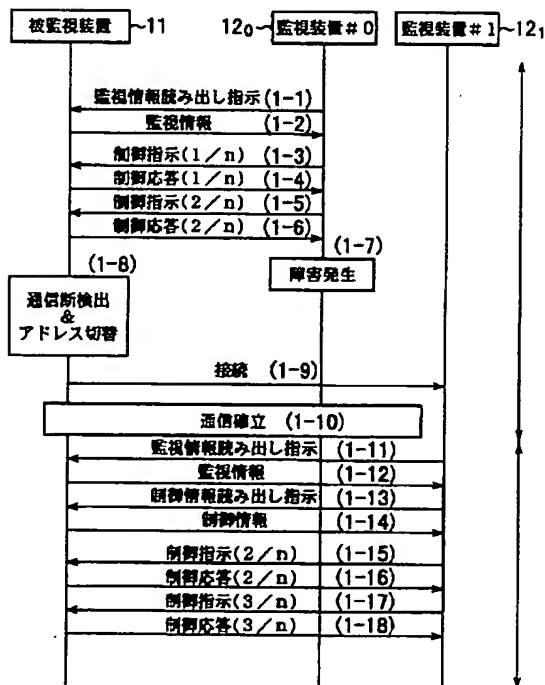 被監視装置 ~11 12₀~ 監視装置#0 監視装置#1 ~12₁
監視情報読み出し指示(1-1)
監視情報 (1-2)
制御指示(1/n) (1-3)
制御応答(1/n) (1-4)
制御指示(2/n) (1-5)
制御応答(2/n) (1-6)
(1-7)
障害発生
(1-8)
通信断検出
&
アドレス切替
接続 (1-9)
通信確立 (1-10)
監視情報読み出し指示 (1-11)
監視情報 (1-12)
制御情報読み出し指示 (1-13)
制御情報 (1-14)
制御指示(2/n) (1-15)
制御応答(2/n) (1-16)
制御指示(3/n) (1-17)
制御応答(3/n) (1-18)